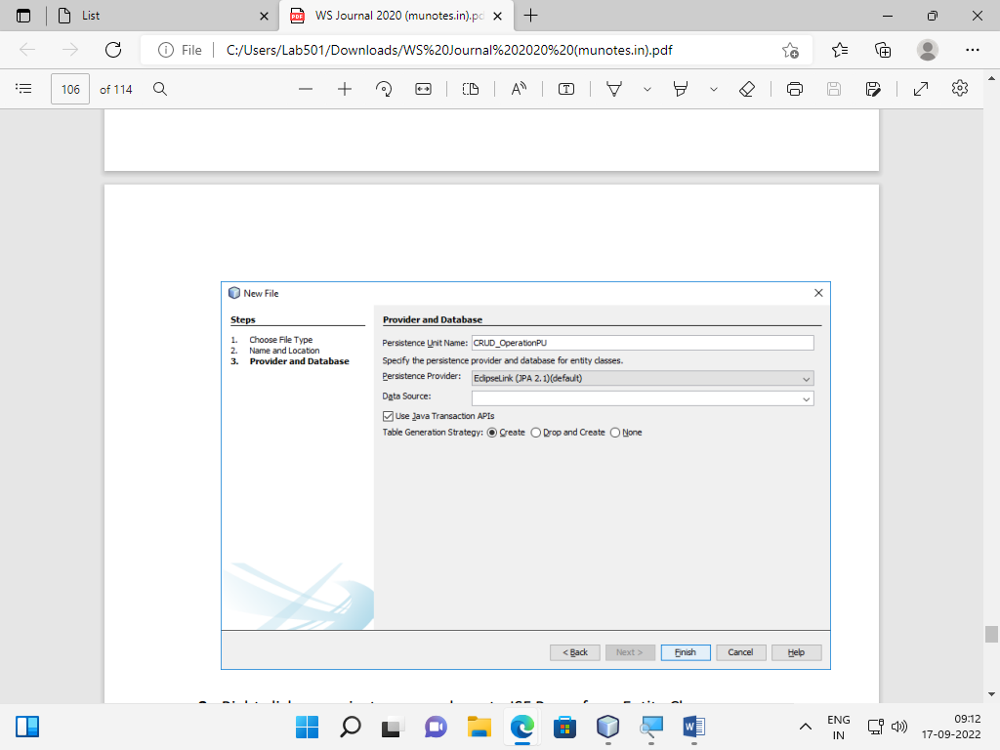 List
WS Journal 2020 (munotes.in).pd
File
C:/Users/Lab501/Downloads/WS%20Journal%202020%20(munotes.in).pdf
106 of 114
New File
Steps
1. Choose File Type
2. Name and Location
3. Provider and Database
Provider and Database
Persistence Unit Name: CRUD_OperationPU
Specify the persistence provider and database for entity classes.
Persistence Provider: EclipseLink (JPA 2.1)(default)
Data Source:
Use Java Transaction APIs
Table Generation Strategy: Create Drop and Create None
< Back Next > Finish Cancel Help
ENG
IN
09:12
17-09-2022